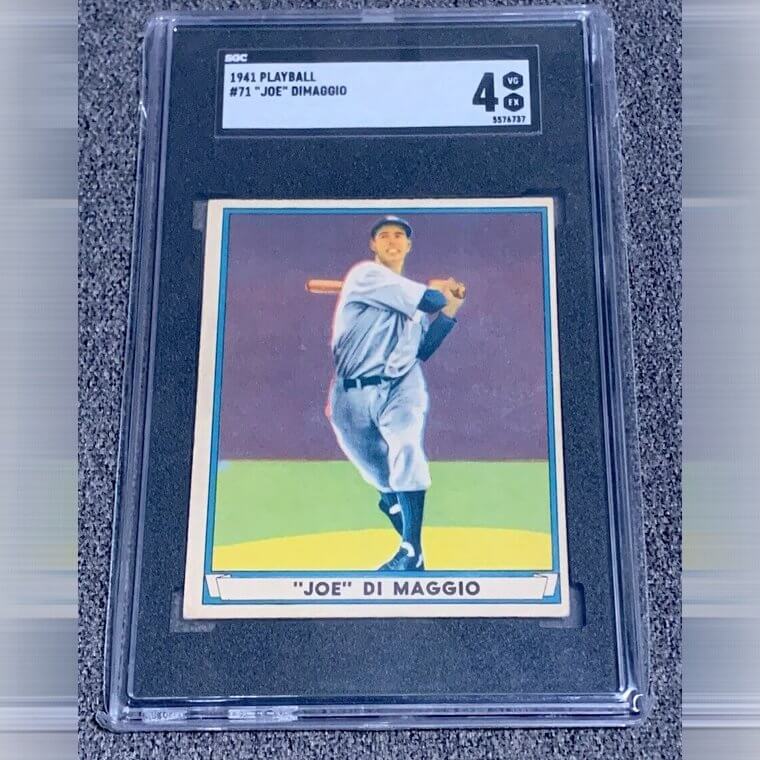 SGC
1941 PLAYBALL
#71 "JOE" DIMAGGIO
4 VG EX
5576737
"JOE" DI MAGGIO